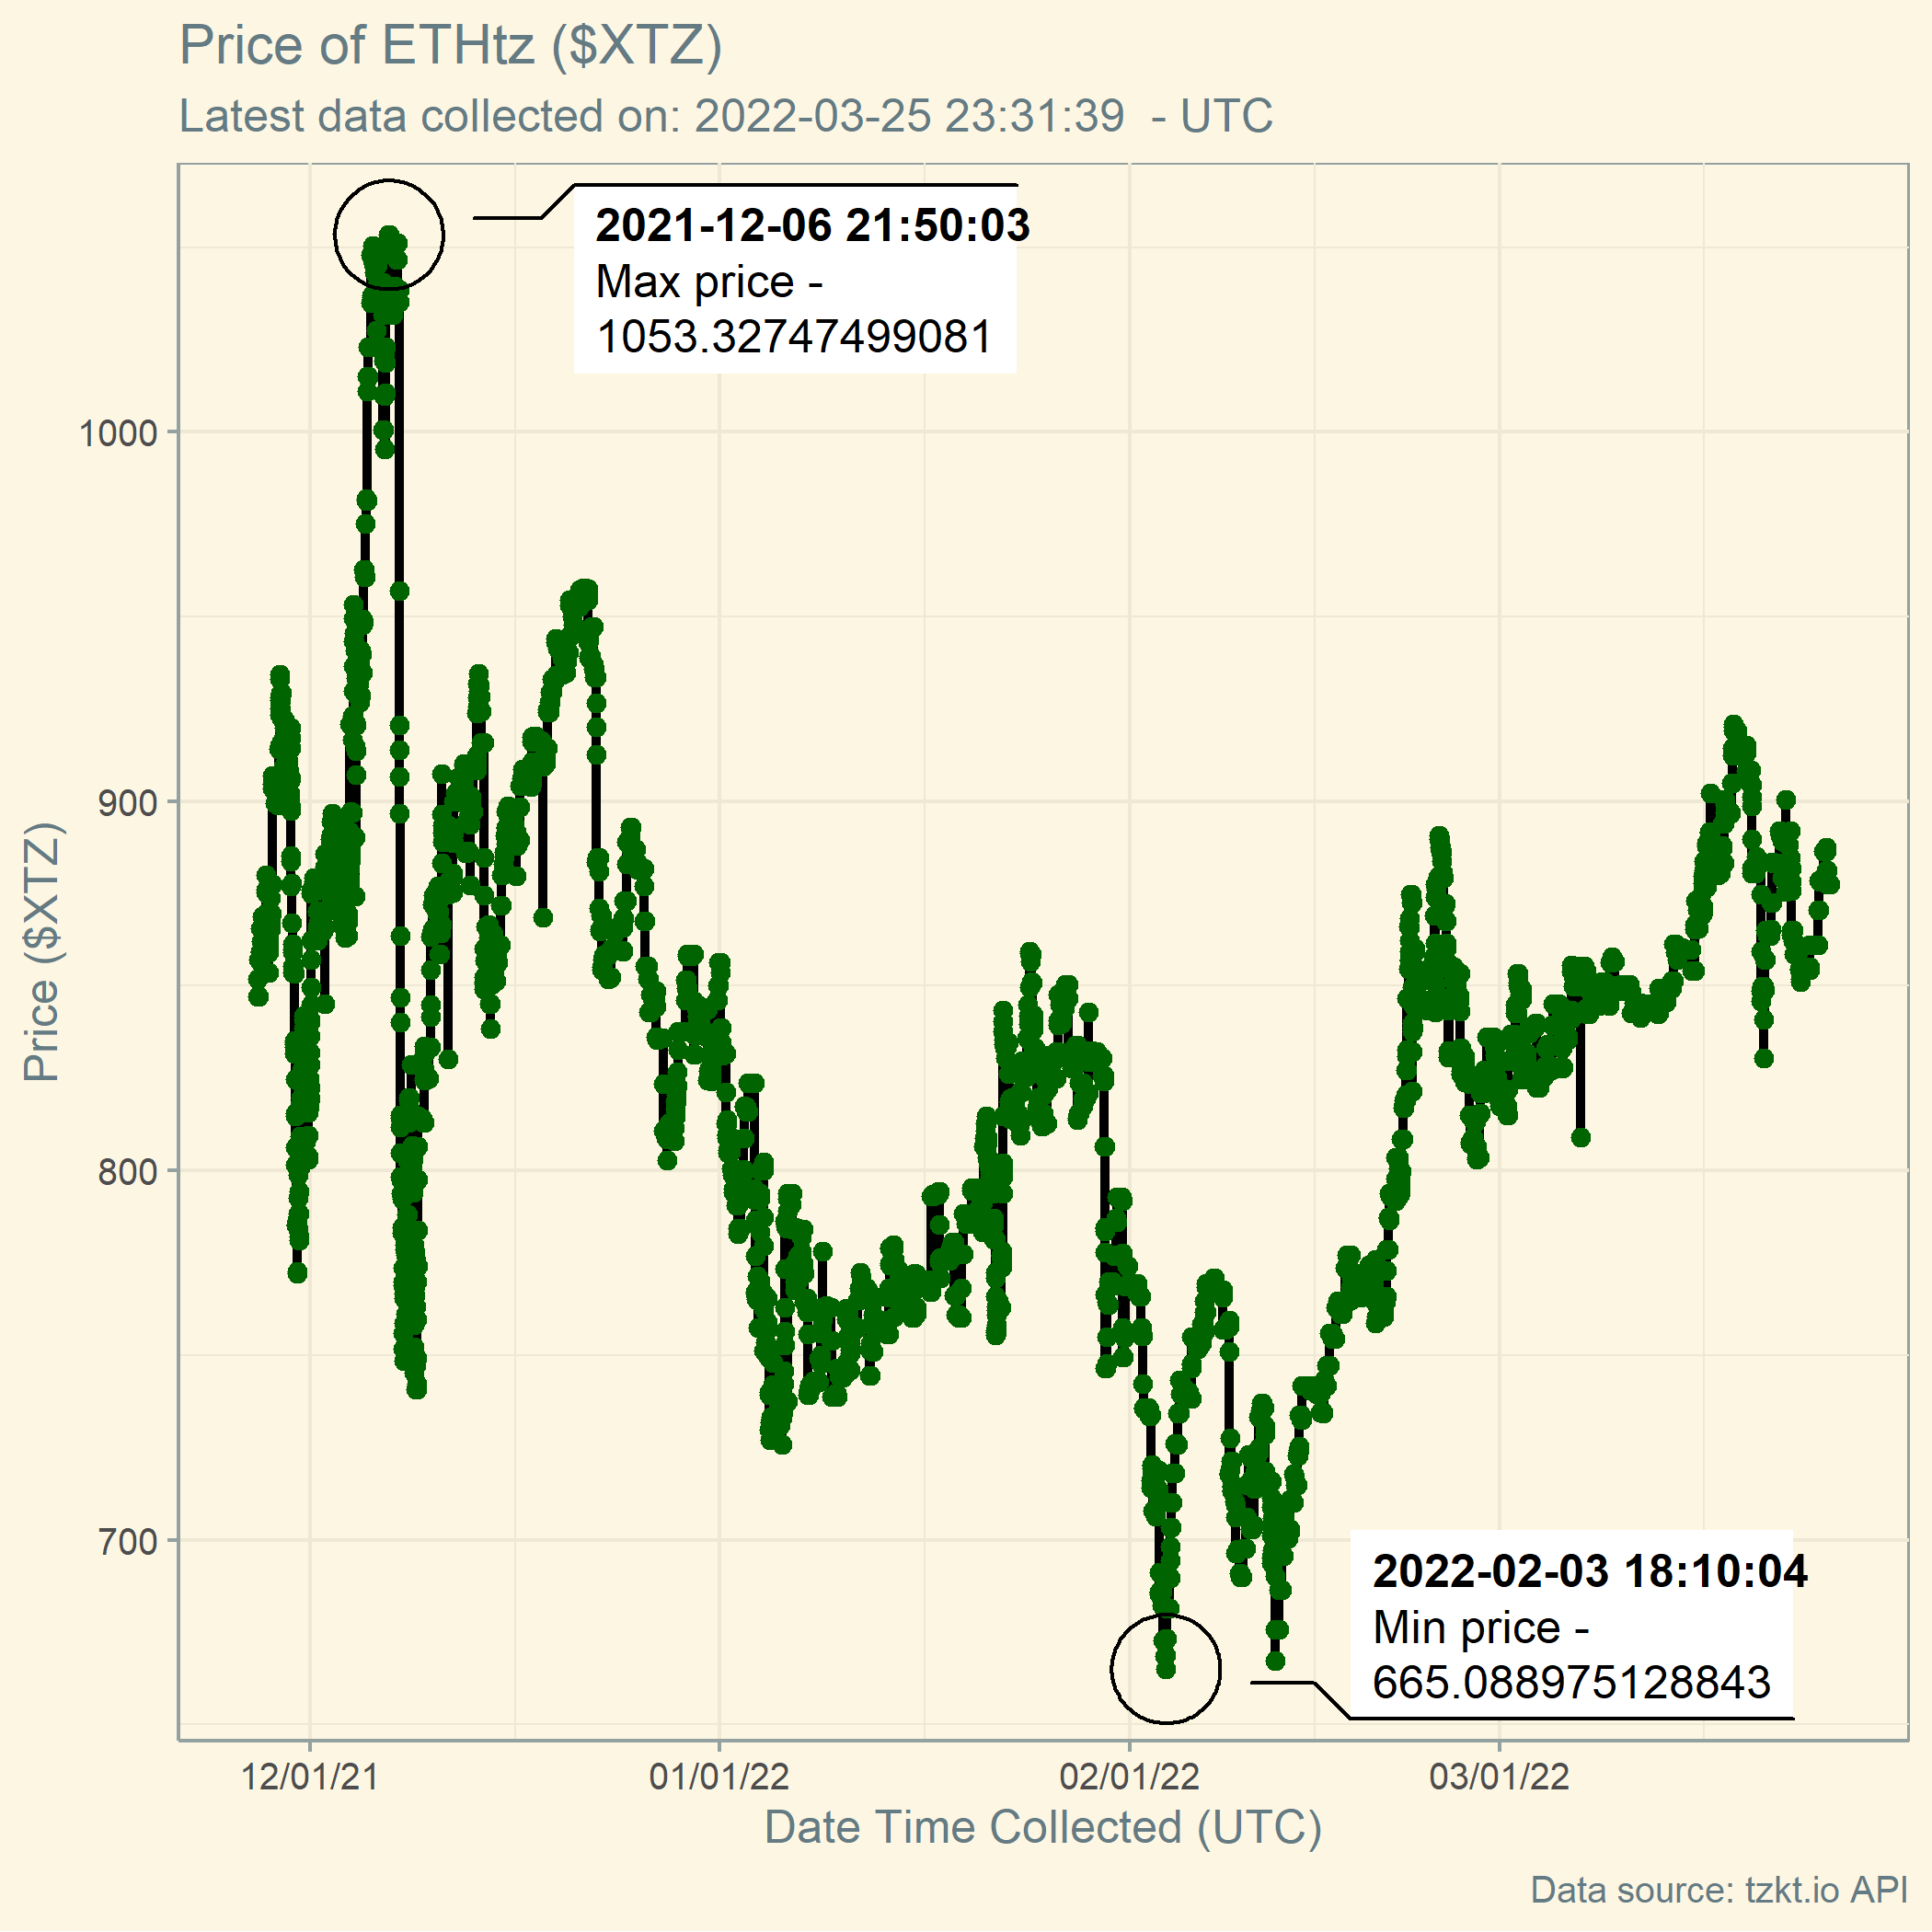 Price of ETHtz ($XTZ)
Latest data collected on: 2022-03-25 23:31:39  - UTC
2021-12-06 21:50:03
Max price -
1053.32747499081
1000
900
800
700
Price ($XTZ)
2022-02-03 18:10:04
Min price -
665.088975128843
12/01/21
01/01/22
02/01/22
03/01/22
Date Time Collected (UTC)
Data source: tzkt.io API